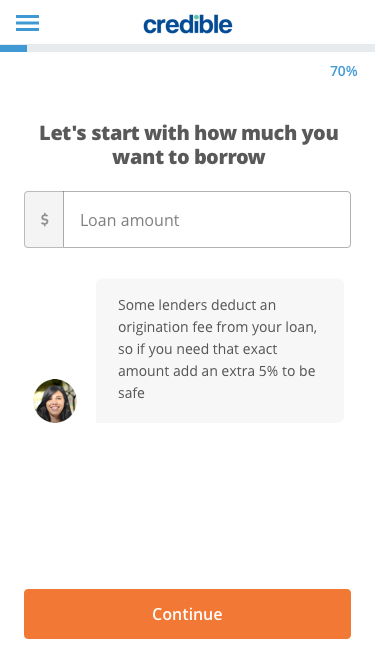 credible
70%
Let's start with how much you
want to borrow
$
Loan amount
Some lenders deduct an
origination fee from your loan,
so if you need that exact
amount add an extra 5% to be
safe
Continue